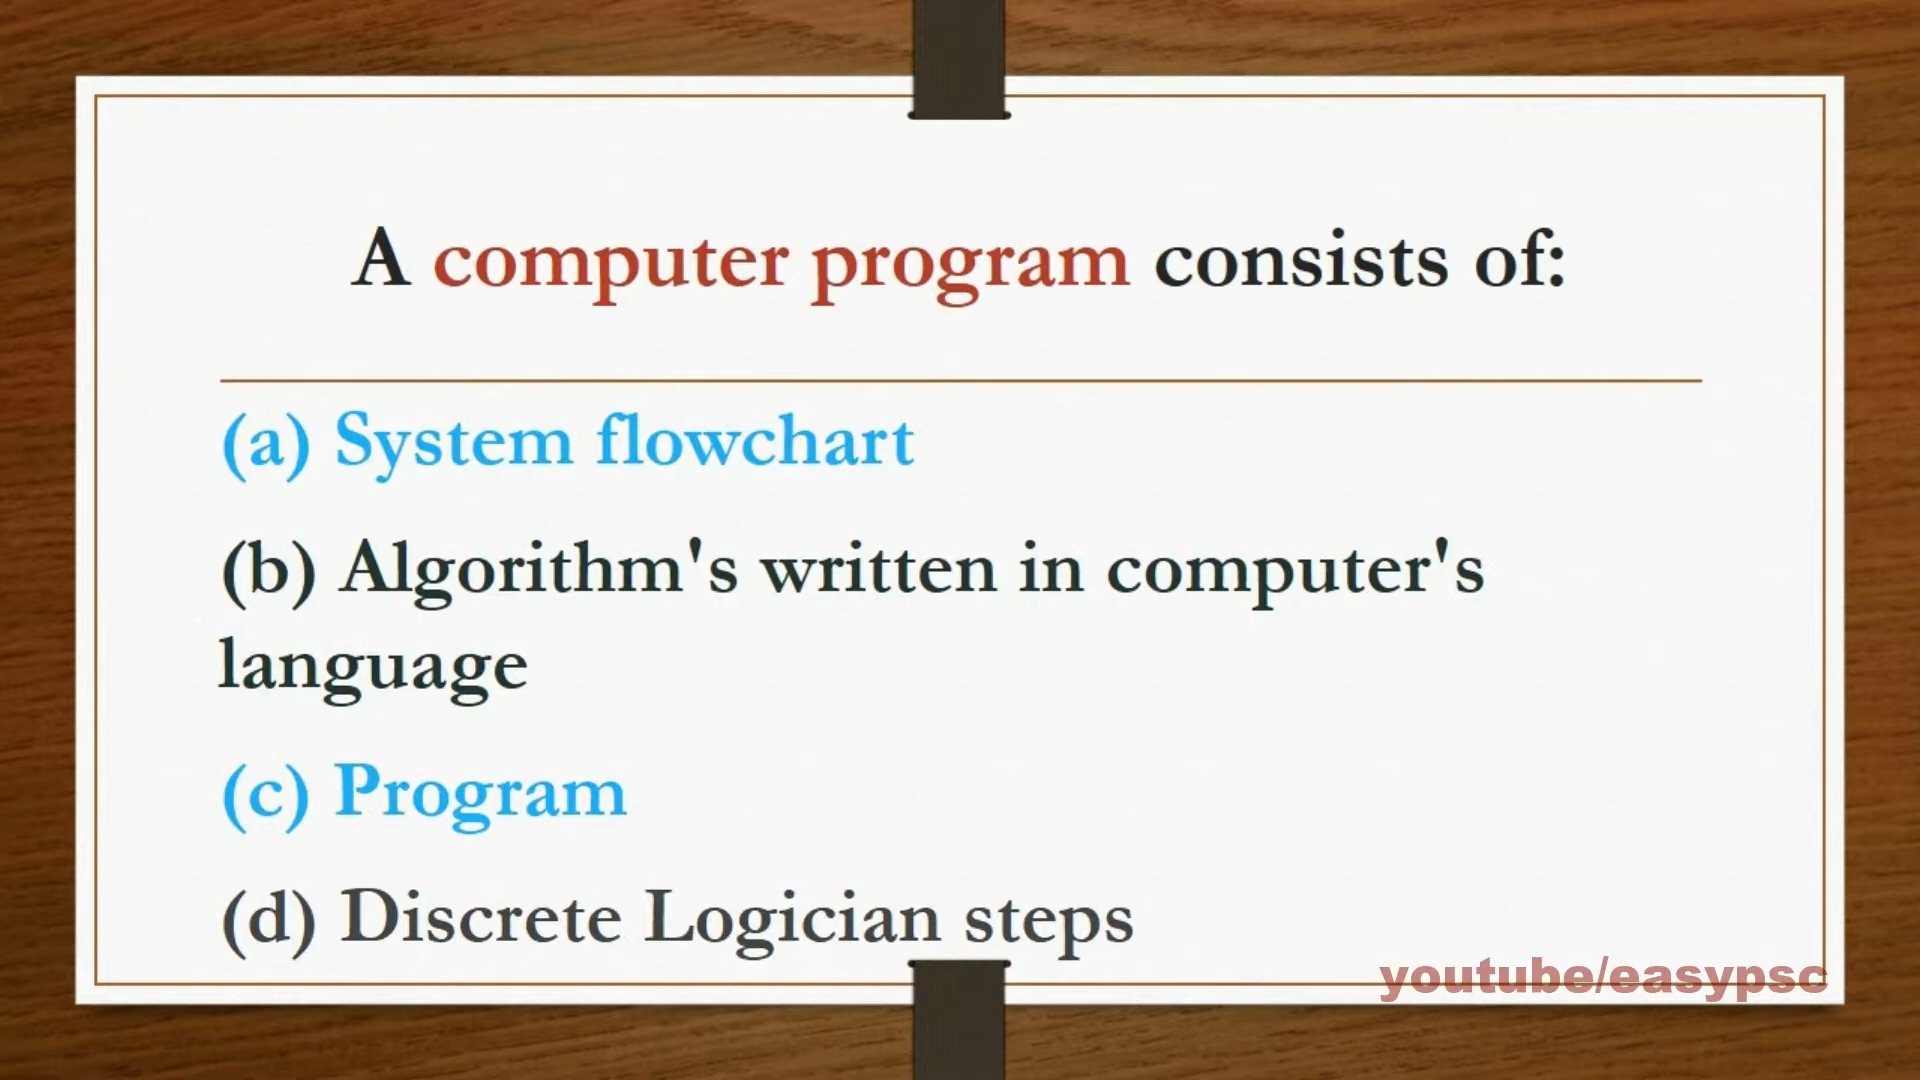 A computer program consists of:
(a) System flowchart
(b) Algorithm's written in computer's
language
(c) Program
(d) Discrete Logician steps
youtube/easypsc